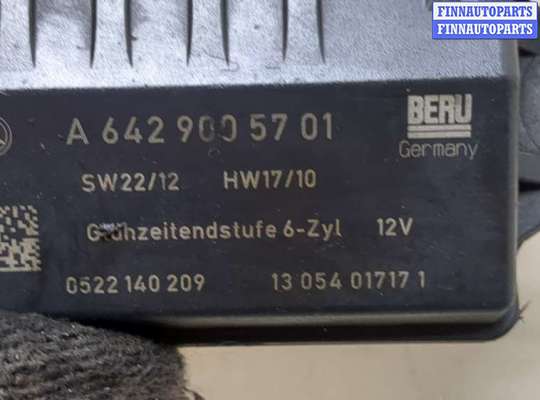 FINNAUTOPARTS
FINNAUTOPARTS
A 642 900 57 01
BERU
Germany
SW22/12 HW17/10
Glühzeitendstufe 6-Zyl 12V
0522 140 209 13 054 01717 1